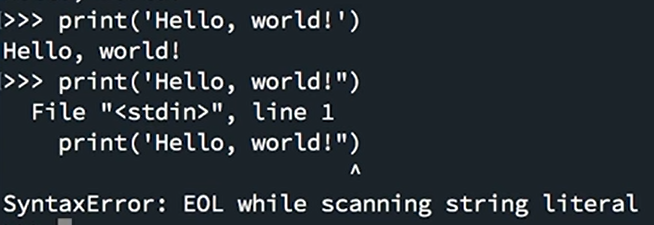 >>> print('Hello, world!')
Hello, world!
>>> print('Hello, world!")
  File "<stdin>", line 1
    print('Hello, world!")
                         ^
SyntaxError: EOL while scanning string literal